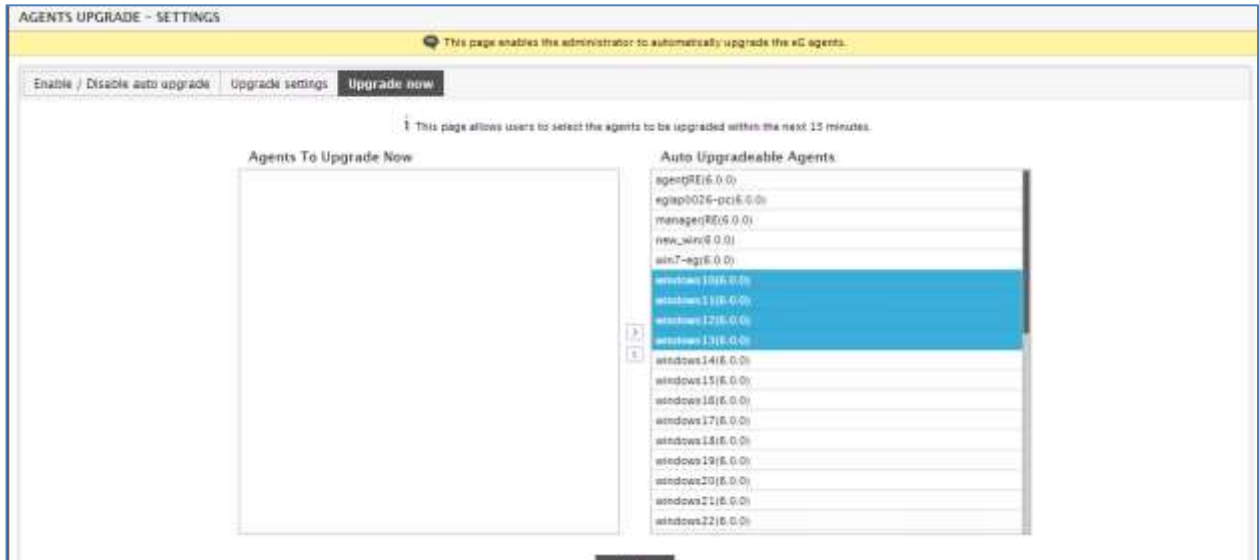 AGENTS UPGRADE - SETTINGS
This page enables the administrator to automatically upgrade the eG agents.
Enable / Disable auto upgrade Upgrade settings Upgrade now
This page allows users to select the agents to be upgraded within the next 15 minutes.
Agents To Upgrade Now
Auto Upgradeable Agents
agentJRE(6.0.0)
eglap0026-pc(6.0.0)
managerJRE(6.0.0)
new_win(6.0.0)
win7-eg(6.0.0)
windows10(6.0.0)
windows11(6.0.0)
windows12(6.0.0)
windows13(6.0.0)
windows14(6.0.0)
windows15(6.0.0)
windows16(6.0.0)
windows17(6.0.0)
windows18(6.0.0)
windows19(6.0.0)
windows20(6.0.0)
windows21(6.0.0)
windows22(6.0.0)